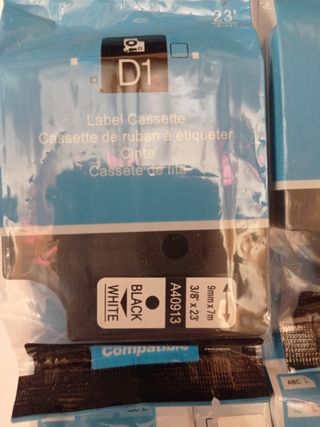 23'
D1
Label Cassette
Cassette de ruban à étiqueter
Cinta
Cassete de fita
BLACK
WHITE
A40913
3/8" x 23'
9mm x 7m
Compatible
ABC